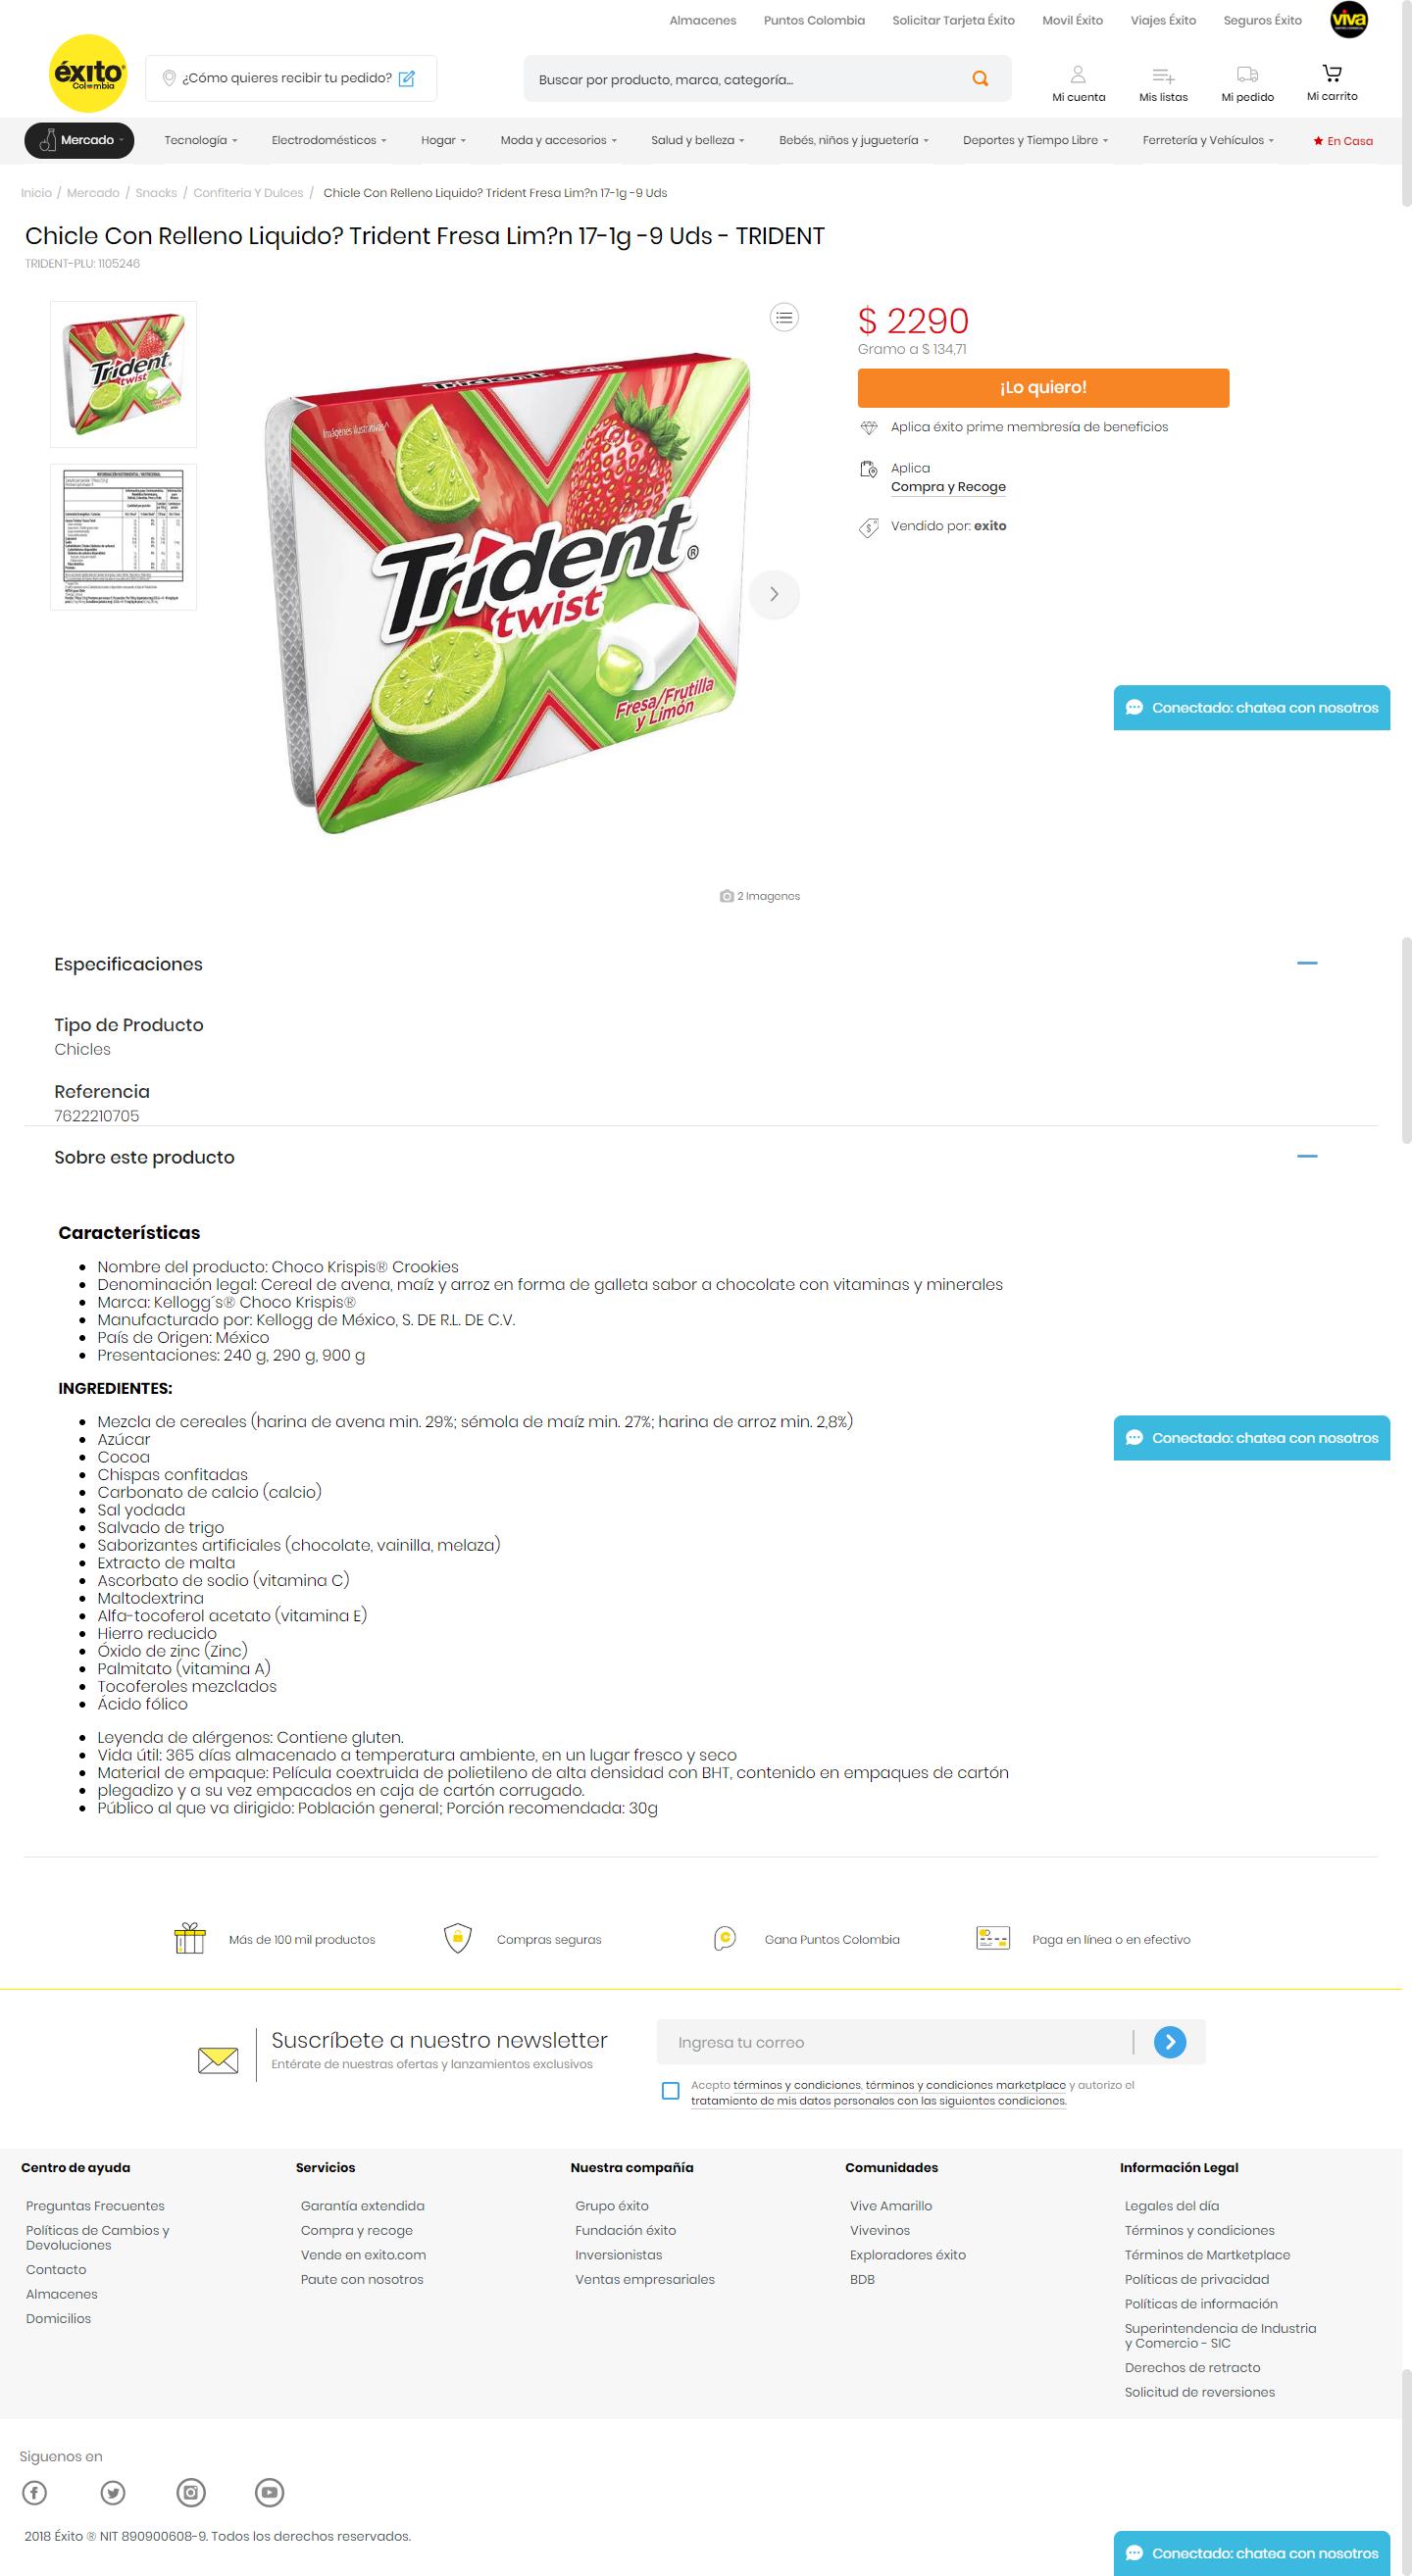 Almacenes Puntos Colombia Solicitar Tarjeta Éxito Movil Éxito Viajes Éxito Seguros Éxito viva
éxito
Colombia
¿Cómo quieres recibir tu pedido?
Buscar por producto, marca, categoría...
Mi cuenta Mis listas Mi pedido Mi carrito
Mercado Tecnología Electrodomésticos Hogar Moda y accesorios Salud y belleza Bebés, niños y juguetería Deportes y Tiempo Libre Ferretería y Vehículos En Casa
Inicio / Mercado / Snacks / Confiteria Y Dulces / Chicle Con Relleno Liquido? Trident Fresa Lim?n 17-1g -9 Uds
Chicle Con Relleno Liquido? Trident Fresa Lim?n 17-1g -9 Uds - TRIDENT
TRIDENT-PLU: 1105246
Trident
twist
Trident
Imágenes ilustrativas
Trident®
twist
Fresa/Frutilla
y Limón
$ 2290
Gramo a $ 134,71
¡Lo quiero!
Aplica éxito prime membresía de beneficios
Aplica
Compra y Recoge
Vendido por: exito
Conectado: chatea con nosotros
2 Imagenes
Especificaciones
Tipo de Producto
Chicles
Referencia
7622210705
Sobre este producto
Características
Nombre del producto: Choco Krispis® Crookies
Denominación legal: Cereal de avena, maíz y arroz en forma de galleta sabor a chocolate con vitaminas y minerales
Marca: Kellogg´s® Choco Krispis®
Manufacturado por: Kellogg de México, S. DE R.L. DE C.V.
País de Origen: México
Presentaciones: 240 g, 290 g, 900 g
INGREDIENTES:
Mezcla de cereales (harina de avena min. 29%; sémola de maíz min. 27%; harina de arroz min. 2,8%)
Azúcar
Cocoa
Chispas confitadas
Carbonato de calcio (calcio)
Sal yodada
Salvado de trigo
Saborizantes artificiales (chocolate, vainilla, melaza)
Extracto de malta
Ascorbato de sodio (vitamina C)
Maltodextrina
Alfa-tocoferol acetato (vitamina E)
Hierro reducido
Óxido de zinc (Zinc)
Palmitato (vitamina A)
Tocoferoles mezclados
Ácido fólico
Conectado: chatea con nosotros
Leyenda de alérgenos: Contiene gluten.
Vida útil: 365 días almacenado a temperatura ambiente, en un lugar fresco y seco
Material de empaque: Película coextruida de polietileno de alta densidad con BHT, contenido en empaques de cartón
plegadizo y a su vez empacados en caja de cartón corrugado.
Público al que va dirigido: Población general; Porción recomendada: 30g
Más de 100 mil productos Compras seguras Gana Puntos Colombia Paga en línea o en efectivo
Suscríbete a nuestro newsletter
Entérate de nuestras ofertas y lanzamientos exclusivos
Ingresa tu correo
Acepto términos y condiciones, términos y condiciones marketplace y autorizo el
tratamiento de mis datos personales con las siguientes condiciones.
Centro de ayuda
Preguntas Frecuentes
Políticas de Cambios y
Devoluciones
Contacto
Almacenes
Domicilios
Servicios
Garantía extendida
Compra y recoge
Vende en exito.com
Paute con nosotros
Nuestra compañía
Grupo éxito
Fundación éxito
Inversionistas
Ventas empresariales
Comunidades
Vive Amarillo
Vivevinos
Exploradores éxito
BDB
Información Legal
Legales del día
Términos y condiciones
Términos de Martketplace
Políticas de privacidad
Políticas de información
Superintendencia de Industria
y Comercio - SIC
Derechos de retracto
Solicitud de reversiones
Siguenos en
2018 Éxito ® NIT 890900608-9. Todos los derechos reservados.
Conectado: chatea con nosotros